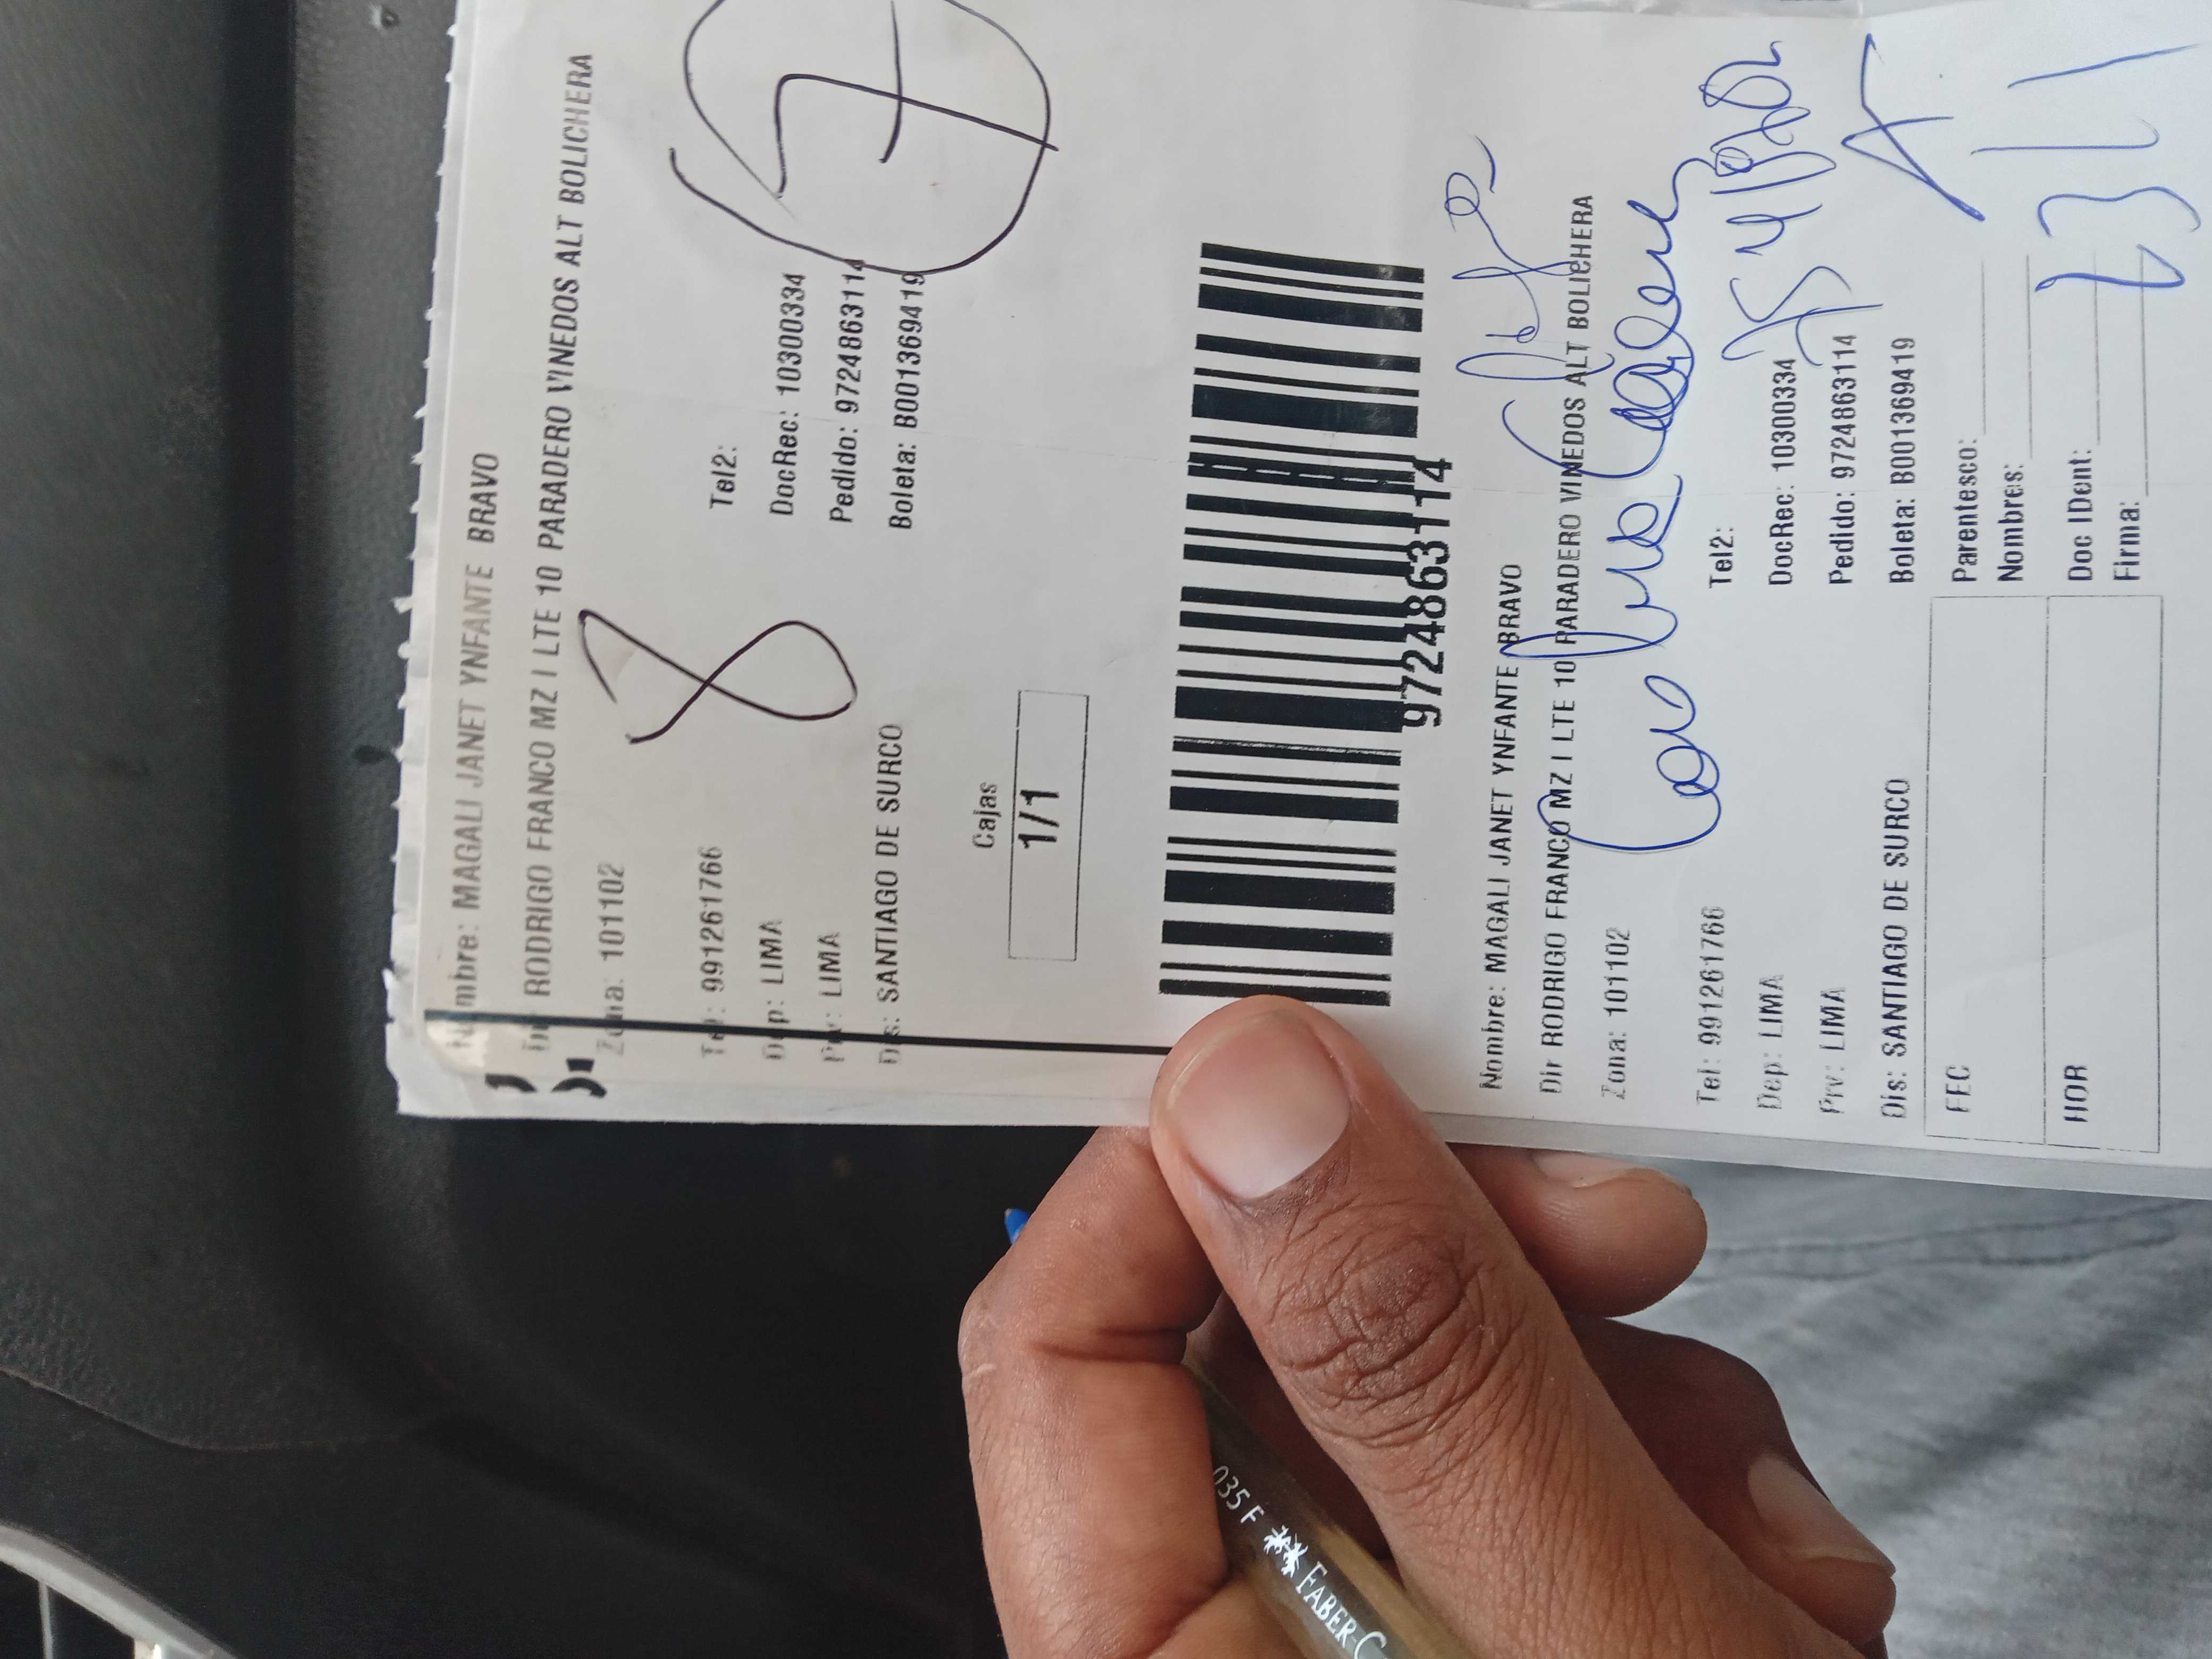 Nombre: MAGALI JANET YNFANTE BRAVO
Dir RODRIGO FRANCO MZ I LTE 10 PARADERO VINEDOS ALT BOLICHERA
Zona: 101102
8
7
Tel: 991261766 Tel2:
Dep: LIMA DocRec: 10300334
Prv: LIMA Pedido: 97248863114
Dis: SANTIAGO DE SURCO Boleta: B001369419
Cajas
1/1
97248863114
Nombre: MAGALI JANET YNFANTE BRAVO
Dir RODRIGO FRANCO MZ I LTE 10 PARADERO VINEDOS ALT BOLICHERA
Zona: 101102
Tel: 991261766 Tel2:
Dep: LIMA DocRec: 10300334
Prv: LIMA Pedido: 97248863114
Dis: SANTIAGO DE SURCO Boleta: B001369419
FEC
Parentesco:
Nombres:
HOR
Doc IDent:
Firma:
035 F FABER-C